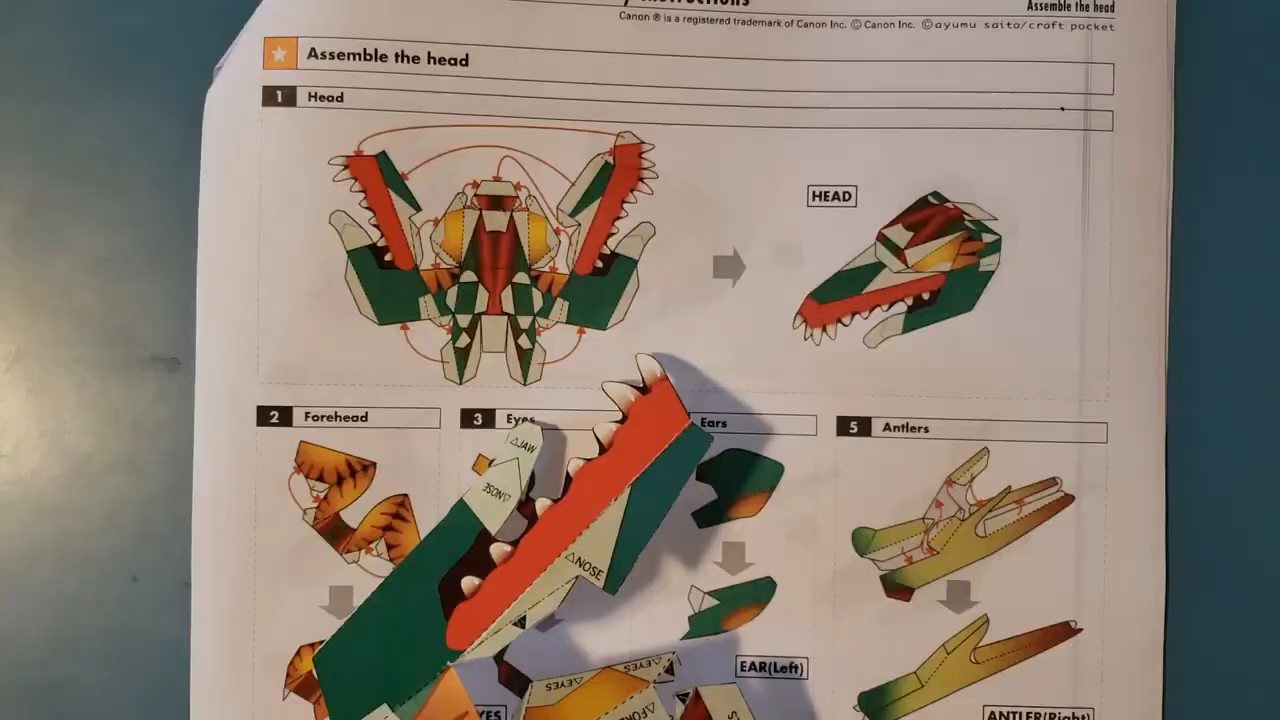 Assemble the head
Canon ® is a registered trademark of Canon Inc. © Canon Inc. ©ayumu saito/craft pocket
★ Assemble the head
1 Head
HEAD
2 Forehead
3 Eyes
Ears
5 Antlers
△JAW
△NOSE
△NOSE
EAR(Left)
△EYES
△EYES
YES
ANTLER(Right)